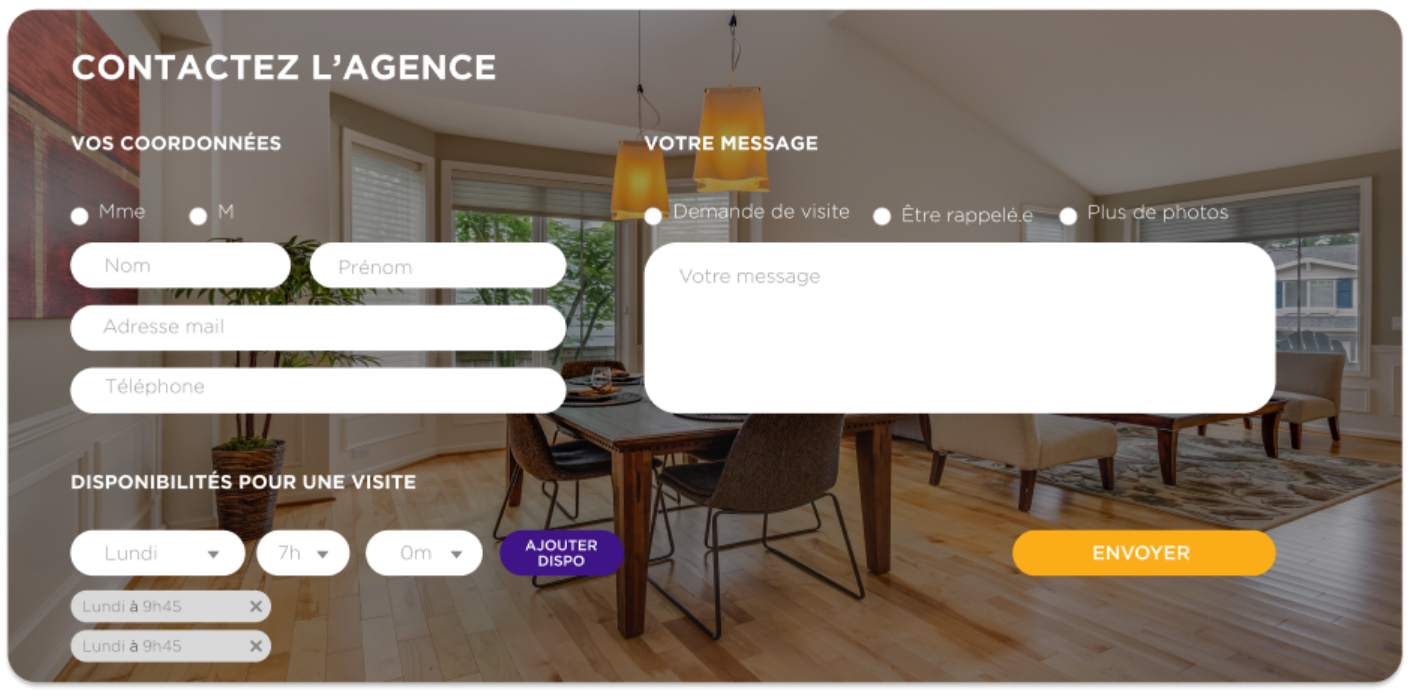 CONTACTEZ L'AGENCE
VOS COORDONNÉES
Mme
M
Nom
Prénom
Adresse mail
Téléphone
VOTRE MESSAGE
Demande de visite
Être rappelé.e
Plus de photos
Votre message
DISPONIBILITÉS POUR UNE VISITE
Lundi
7h
0m
AJOUTER
DISPO
Lundi à 9h45
Lundi à 9h45
ENVOYER